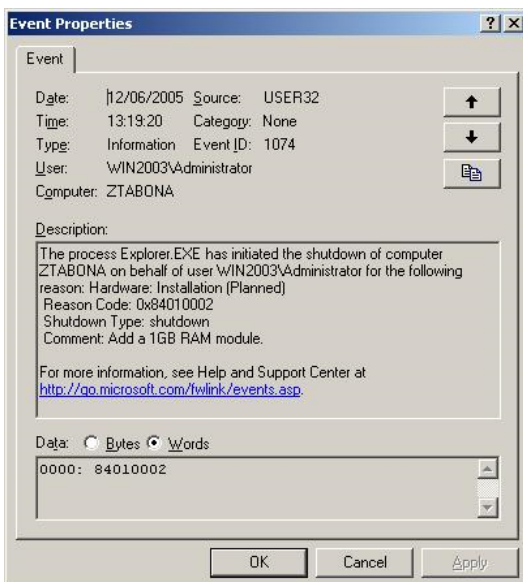 Event Properties
Event
Date: 12/06/2005 Source: USER32
Time: 13:19:20 Category: None
Type: Information Event ID: 1074
User: WIN2003\Administrator
Computer: ZTABONA
Description:
The process Explorer.EXE has initiated the shutdown of computer
ZTABONA on behalf of user WIN2003\Administrator for the following
reason: Hardware: Installation (Planned)
Reason Code: 0x84010002
Shutdown Type: shutdown
Comment: Add a 1GB RAM module.
For more information, see Help and Support Center at
http://go.microsoft.com/fwlink/events.asp.
Data: Bytes Words
0000: 84010002
OK Cancel Apply